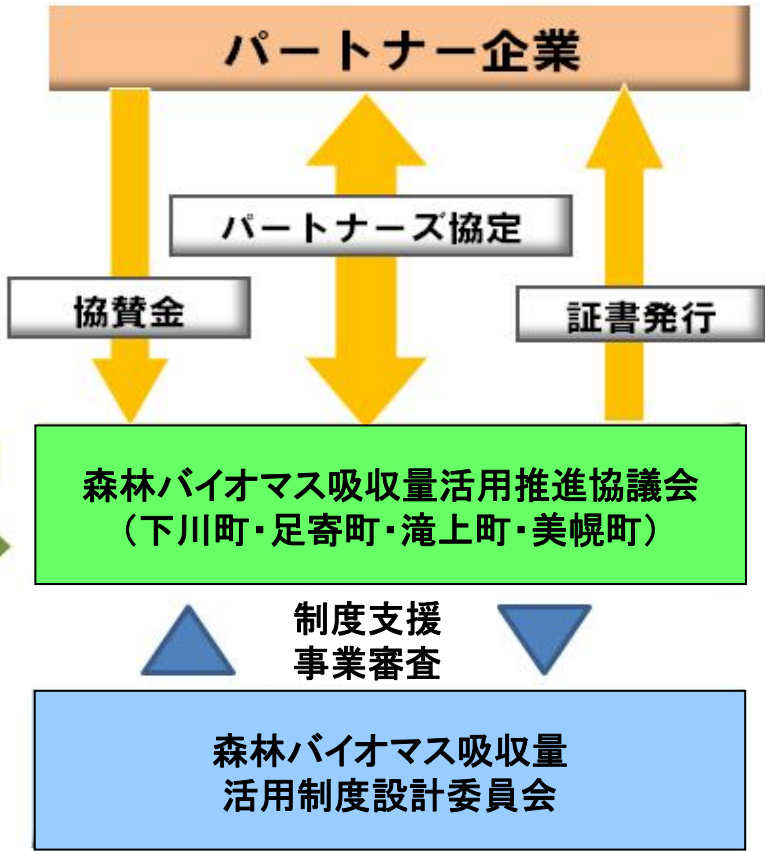 パートナー企業
パートナーズ協定
協賛金
証書発行
森林バイオマス吸収量活用推進協議会
(下川町・足寄町・滝上町・美幌町)
制度支援
事業審査
森林バイオマス吸収量
活用制度設計委員会